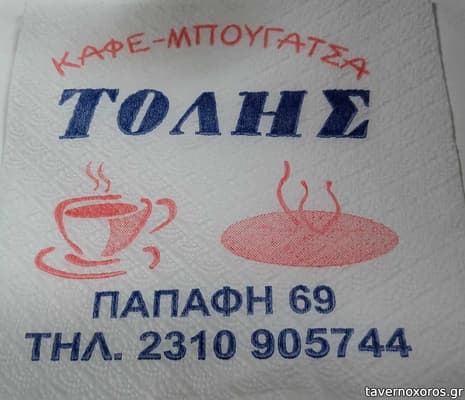 ΚΑΦΕ-ΜΠΟΥΓΑΤΣΑ
ΤΟΛΗΣ
ΠΑΠΑΦΗ 69
ΤΗΛ. 2310 905744
tavernoxoros.gr